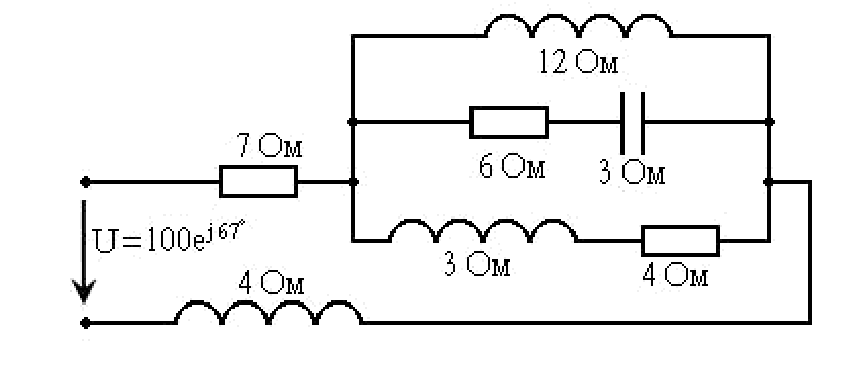 12 Ом
7 Ом
6 Ом
3 Ом
U=100e^{j67°}
3 Ом
4 Ом
4 Ом